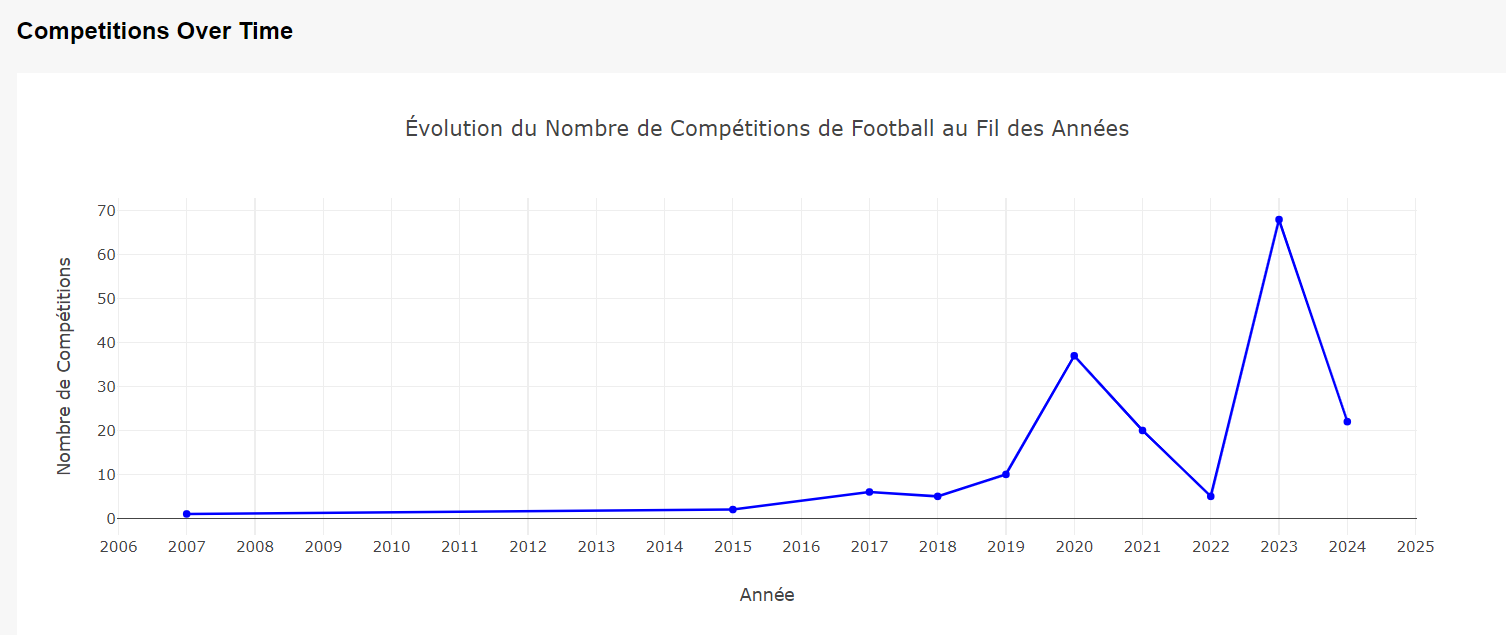 Competitions Over Time
Évolution du Nombre de Compétitions de Football au Fil des Années
Nombre de Compétitions
70
60
50
40
30
20
10
0
2006 2007 2008 2009 2010 2011 2012 2013 2014 2015 2016 2017 2018 2019 2020 2021 2022 2023 2024 2025
Année